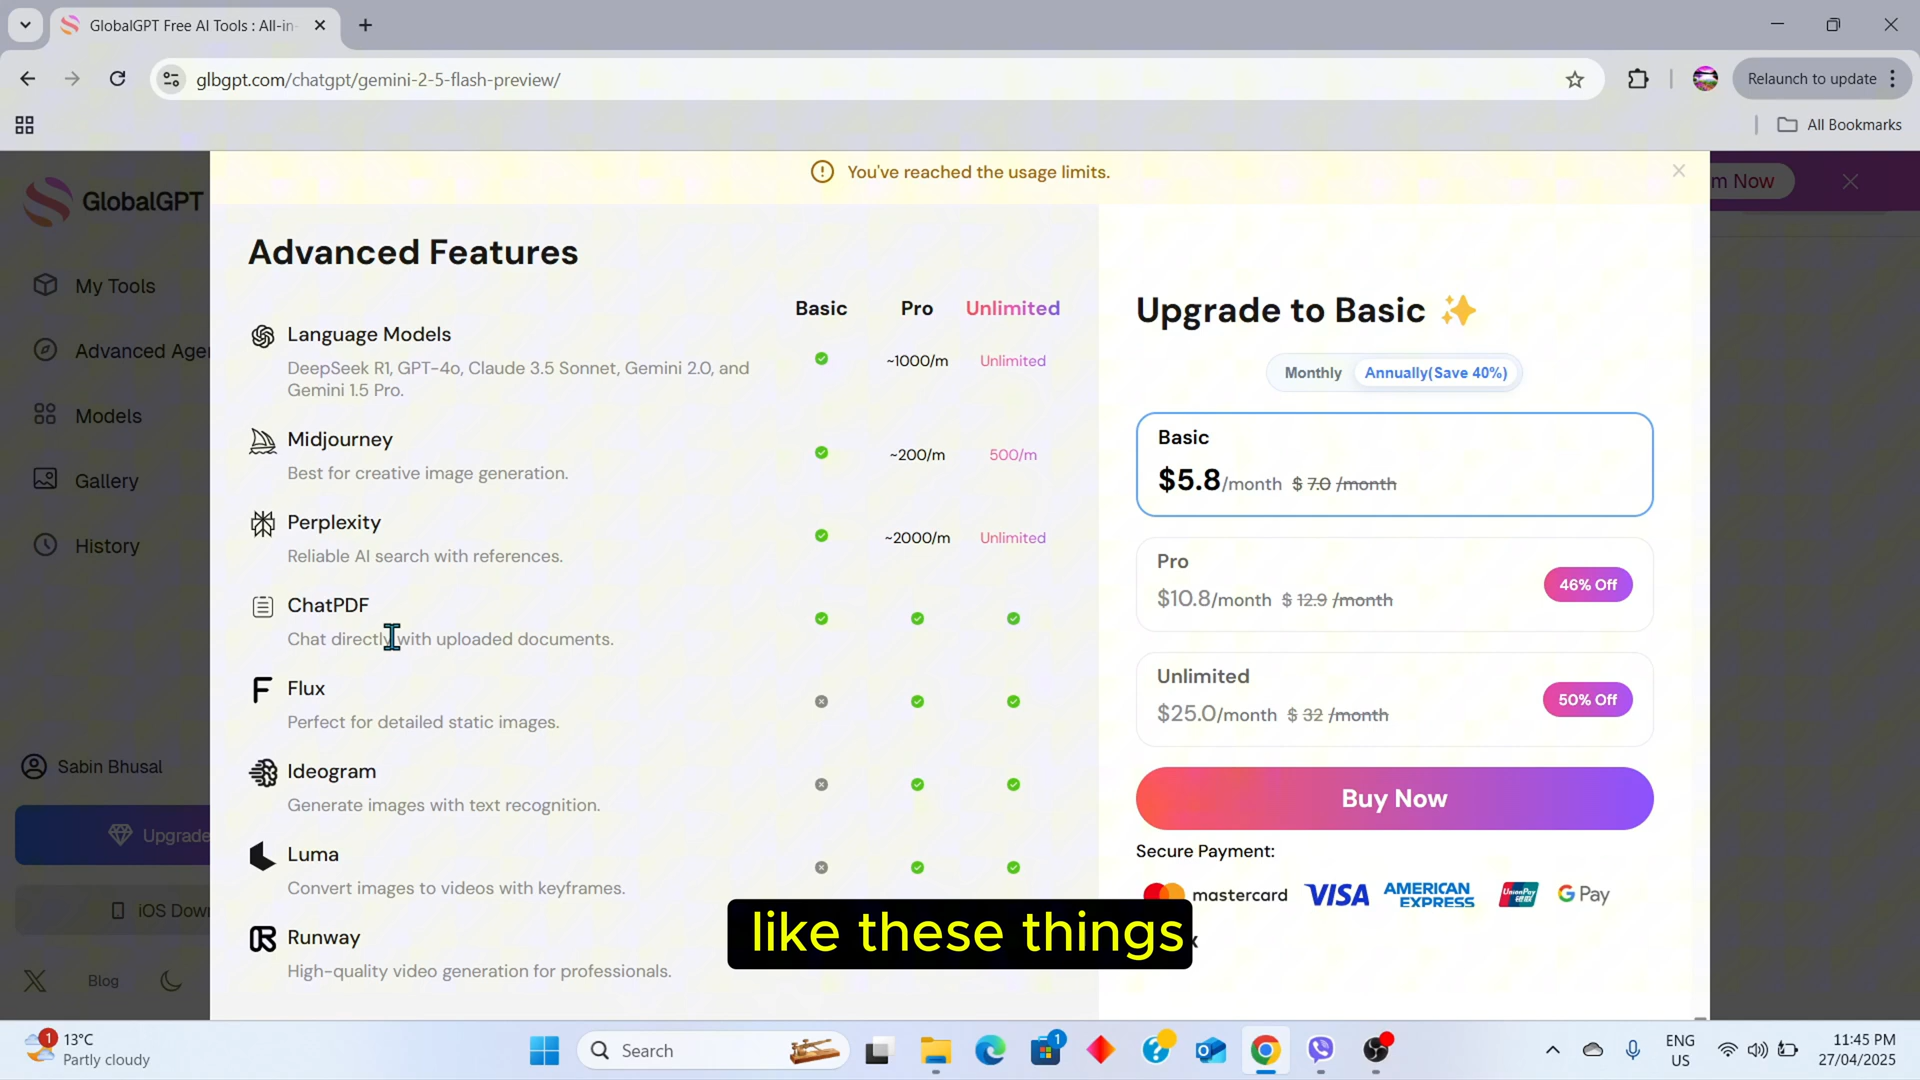 GlobalGPT Free AI Tools : All-in-
glbgpt.com/chatgpt/gemini-2-5-flash-preview/
Relaunch to update
All Bookmarks
You've reached the usage limits.
m Now
GlobalGPT
My Tools
Advanced Age
Models
Gallery
History
Sabin Bhusal
Upgrade
iOS Dow
Blog
Advanced Features
Basic Pro Unlimited
Language Models
DeepSeek R1, GPT-4o, Claude 3.5 Sonnet, Gemini 2.0, and
Gemini 1.5 Pro.
~1000/m Unlimited
Midjourney
Best for creative image generation.
~200/m 500/m
Perplexity
Reliable AI search with references.
~2000/m Unlimited
ChatPDF
Chat directly with uploaded documents.
Flux
Perfect for detailed static images.
Ideogram
Generate images with text recognition.
Luma
Convert images to videos with keyframes.
Runway
High-quality video generation for professionals.
Upgrade to Basic
Monthly Annually(Save 40%)
Basic
$5.8/month $ 7.0 /month
Pro
$10.8/month $ 12.9 /month
46% Off
Unlimited
$25.0/month $ 32 /month
50% Off
Buy Now
Secure Payment:
mastercard VISA AMERICAN EXPRESS UnionPay G Pay
like these things
1
13°C
Partly cloudy
Search
1
ENG
US
11:45 PM
27/04/2025